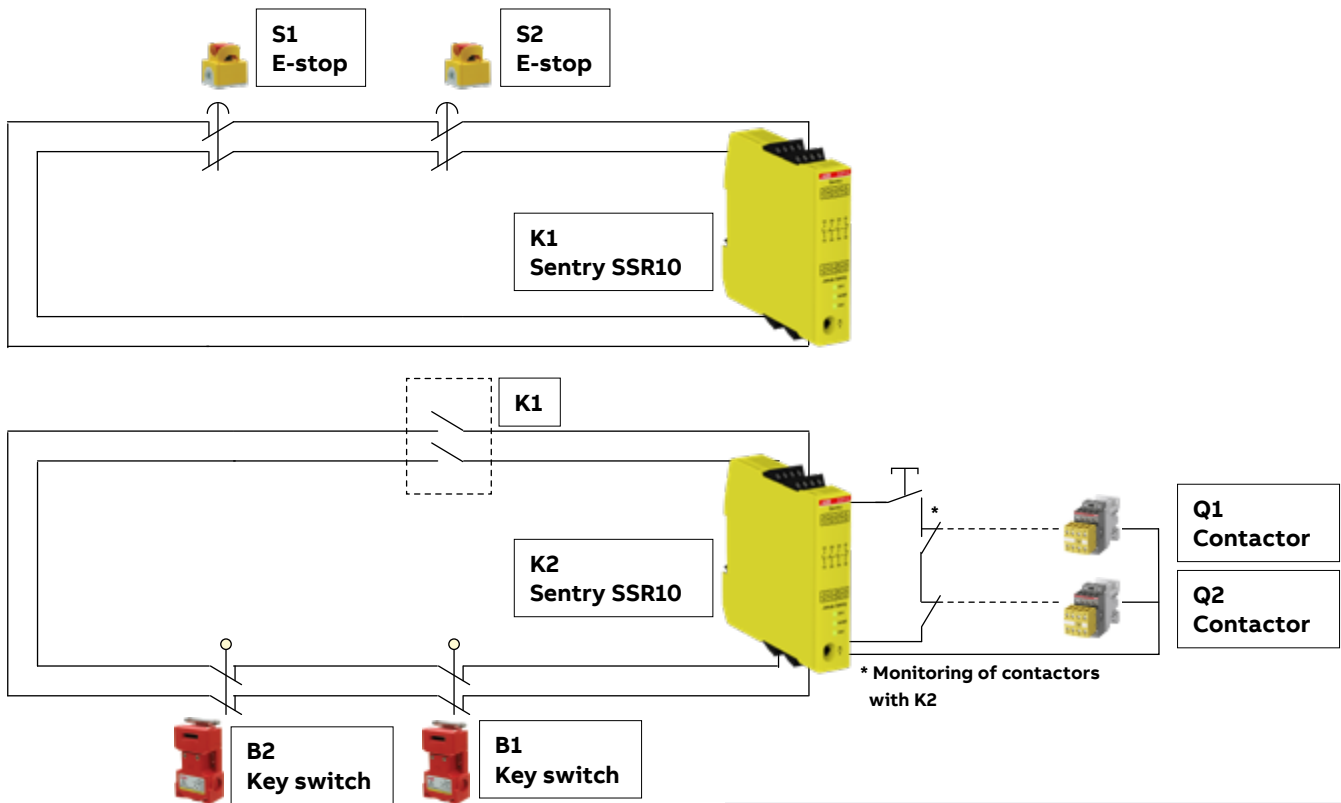 S1
E-stop
S2
E-stop
K1
Sentry SSR10
K1
K2
Sentry SSR10
*
Q1
Contactor
Q2
Contactor
* Monitoring of contactors
with K2
B2
Key switch
B1
Key switch